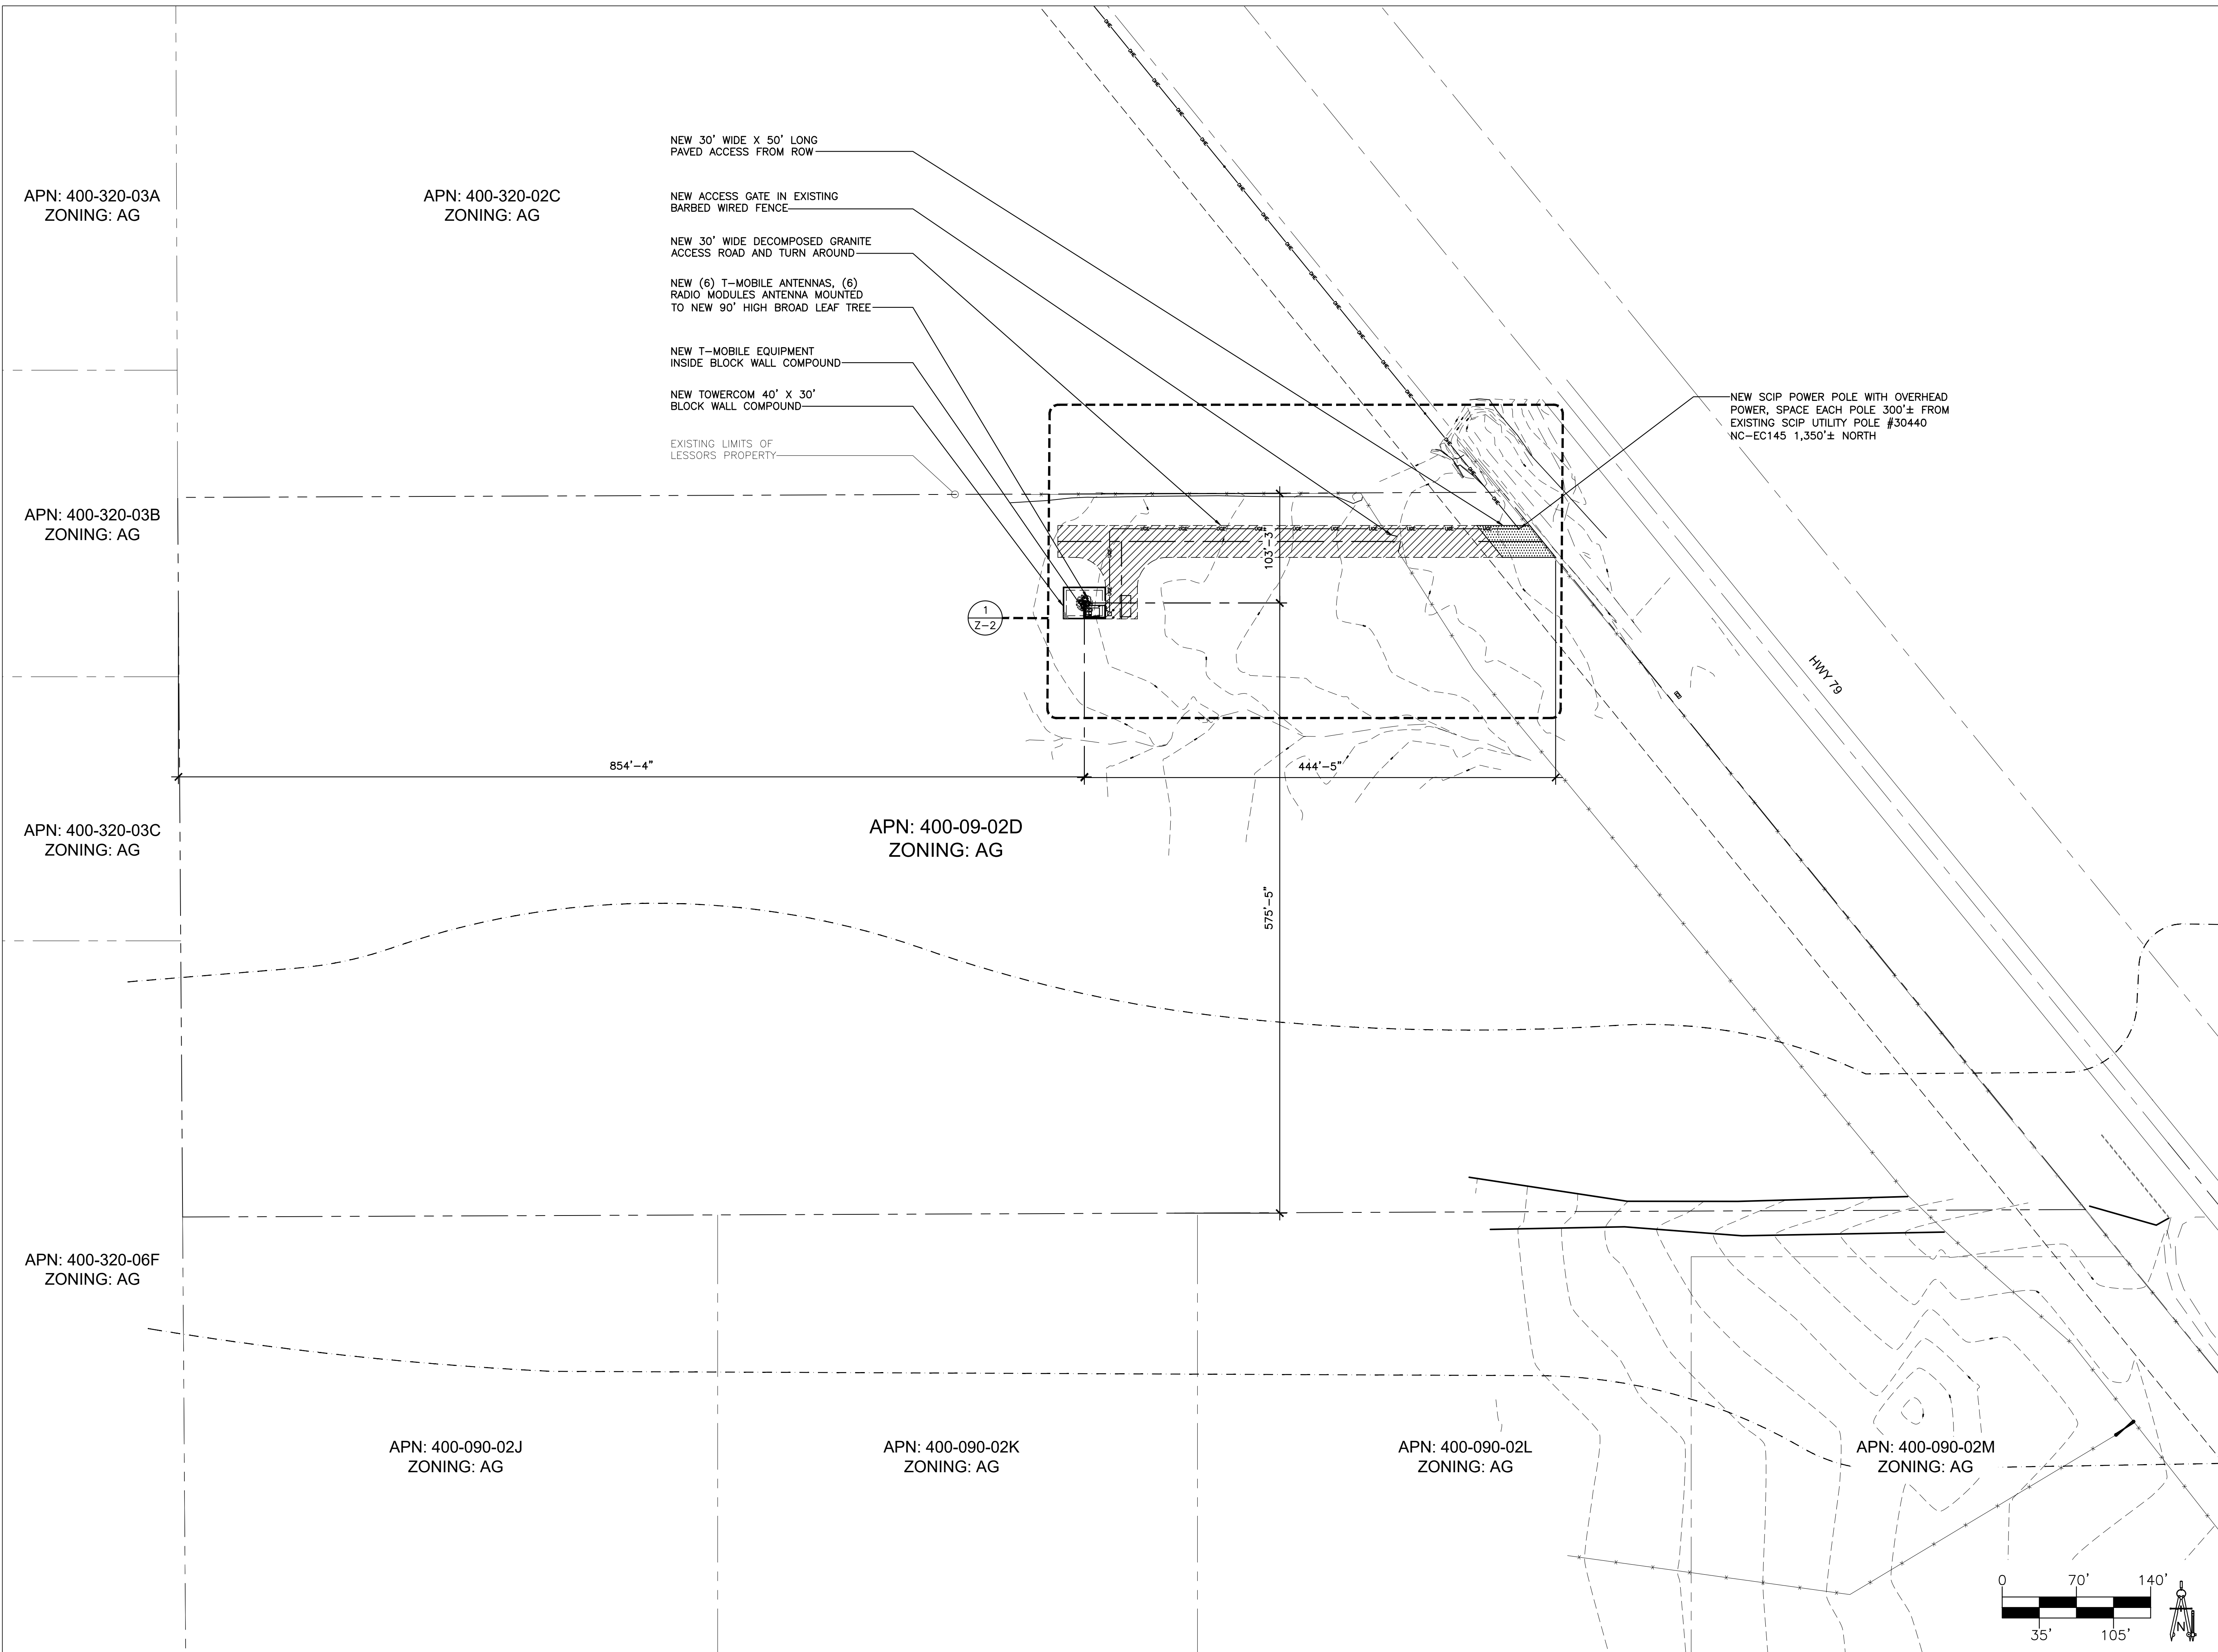 APN: 400-320-03A
ZONING: AG
APN: 400-320-02C
ZONING: AG
NEW 30' WIDE X 50' LONG
PAVED ACCESS FROM ROW
NEW ACCESS GATE IN EXISTING
BARBED WIRED FENCE
NEW 30' WIDE DECOMPOSED GRANITE
ACCESS ROAD AND TURN AROUND
NEW (6) T-MOBILE ANTENNAS, (6)
RADIO MODULES ANTENNA MOUNTED
TO NEW 90' HIGH BROAD LEAF TREE
NEW T-MOBILE EQUIPMENT
INSIDE BLOCK WALL COMPOUND
NEW TOWERCOM 40' X 30'
BLOCK WALL COMPOUND
EXISTING LIMITS OF
LESSORS PROPERTY
NEW SCIP POWER POLE WITH OVERHEAD
POWER, SPACE EACH POLE 300'± FROM
EXISTING SCIP UTILITY POLE #30440
NC-EC145 1,350'± NORTH
APN: 400-320-03B
ZONING: AG
103'-3"
1
Z-2
HWY 79
854'-4"
444'-5"
APN: 400-320-03C
ZONING: AG
APN: 400-09-02D
ZONING: AG
575'-5"
APN: 400-320-06F
ZONING: AG
APN: 400-090-02J
ZONING: AG
APN: 400-090-02K
ZONING: AG
APN: 400-090-02L
ZONING: AG
APN: 400-090-02M
ZONING: AG
0 70' 140'
35' 105'
N